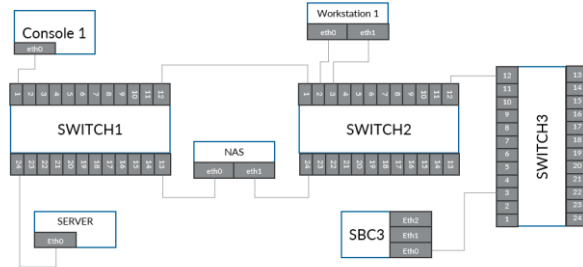 Console 1
eth0
Workstation 1
eth0 eth1
1 2 3 4 5 6 7 8 9 10 11 12
SWITCH1
24 23 22 21 20 19 18 17 16 15 14 13
1 2 3 4 5 6 7 8 9 10 11 12
SWITCH2
24 23 22 21 20 19 18 17 16 15 14 13
NAS
eth0 eth1
12 11 10 9 8 7 6 5 4 3 2 1
SWITCH3
13 14 15 16 17 18 19 20 21 22 23 24
SERVER
Eth0
SBC3
Eth2
Eth1
Eth0